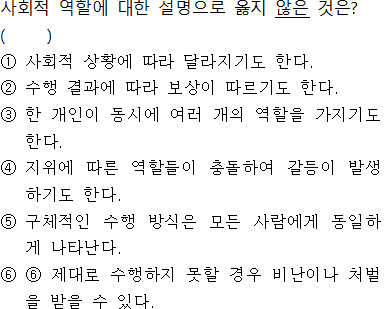 사회적 역할에 대한 설명으로 옳지 않은 것은?
(      )
① 사회적 상황에 따라 달라지기도 한다.
② 수행 결과에 따라 보상이 따르기도 한다.
③ 한 개인이 동시에 여러 개의 역할을 가지기도
한다.
④ 지위에 따른 역할들이 충돌하여 갈등이 발생
하기도 한다.
⑤ 구체적인 수행 방식은 모든 사람에게 동일하
게 나타난다.
⑥ ⑥ 제대로 수행하지 못할 경우 비난이나 처벌
을 받을 수 있다.